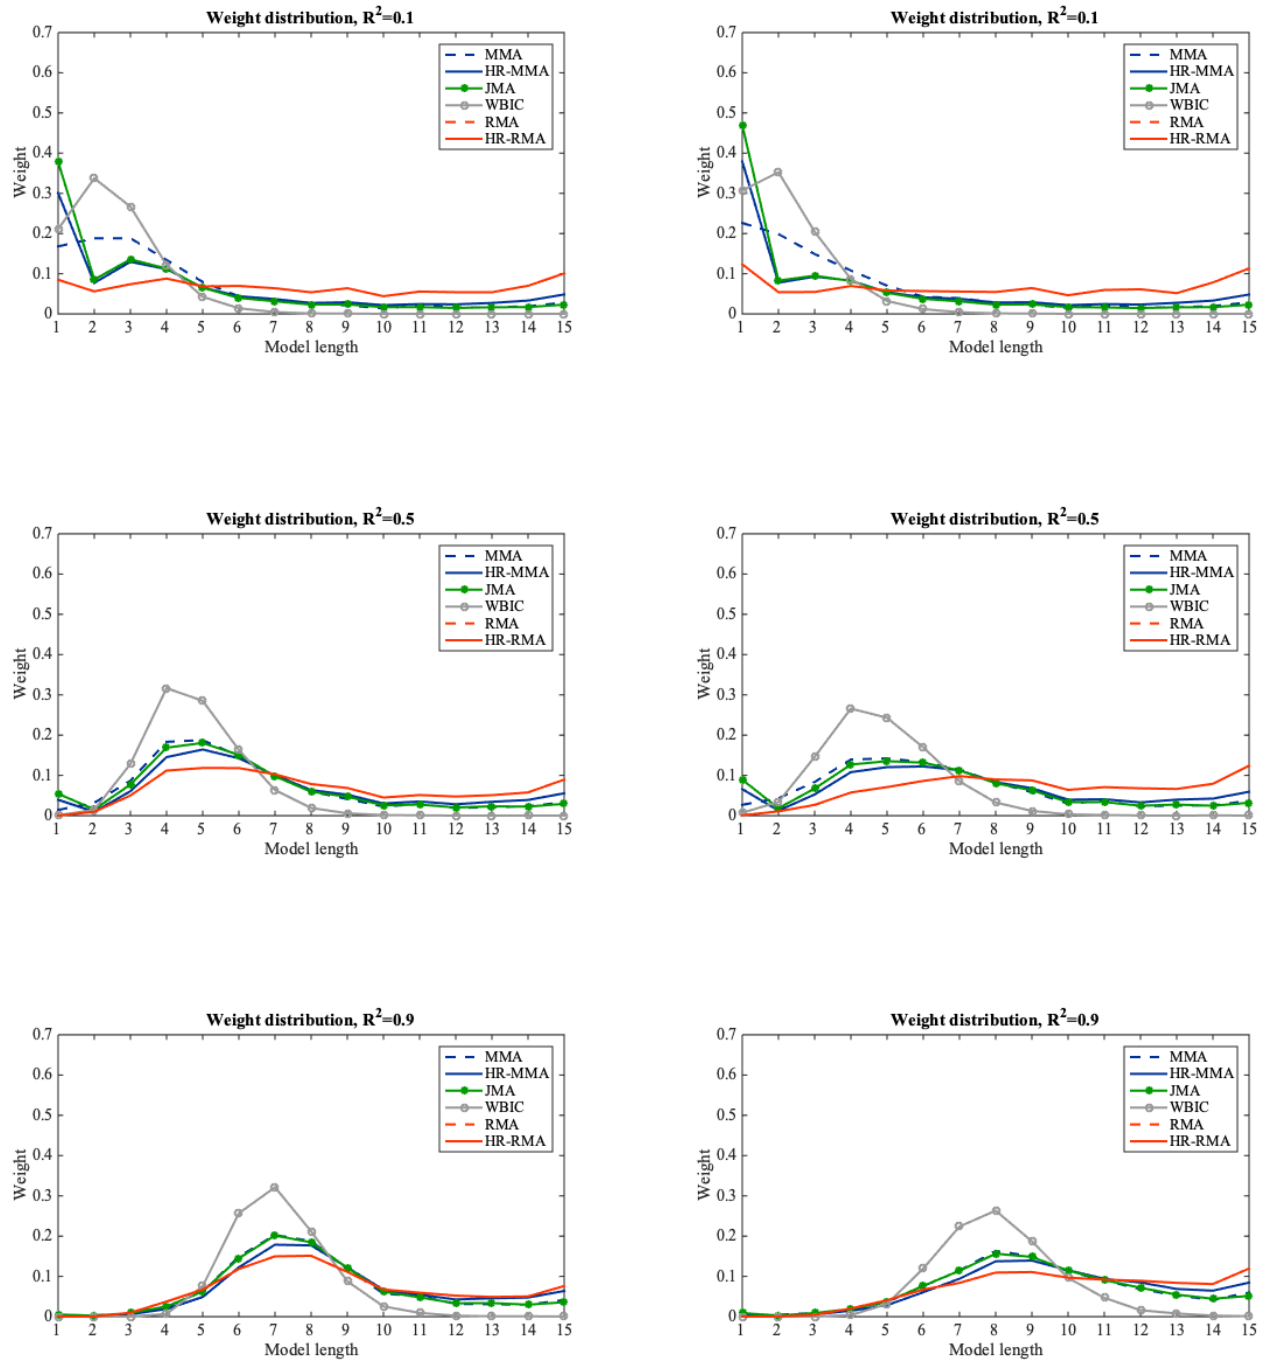 Weight distribution, R²=0.1
0.7
0.6
0.5
0.4
0.3
0.2
0.1
0
Weight
MMA
HR-MMA
JMA
WBIC
RMA
HR-RMA
1 2 3 4 5 6 7 8 9 10 11 12 13 14 15
Model length
Weight distribution, R²=0.1
0.7
0.6
0.5
0.4
0.3
0.2
0.1
0
Weight
MMA
HR-MMA
JMA
WBIC
RMA
HR-RMA
1 2 3 4 5 6 7 8 9 10 11 12 13 14 15
Model length
Weight distribution, R²=0.5
0.7
0.6
0.5
0.4
0.3
0.2
0.1
0
Weight
MMA
HR-MMA
JMA
WBIC
RMA
HR-RMA
1 2 3 4 5 6 7 8 9 10 11 12 13 14 15
Model length
Weight distribution, R²=0.5
0.7
0.6
0.5
0.4
0.3
0.2
0.1
0
Weight
MMA
HR-MMA
JMA
WBIC
RMA
HR-RMA
1 2 3 4 5 6 7 8 9 10 11 12 13 14 15
Model length
Weight distribution, R²=0.9
0.7
0.6
0.5
0.4
0.3
0.2
0.1
0
Weight
MMA
HR-MMA
JMA
WBIC
RMA
HR-RMA
1 2 3 4 5 6 7 8 9 10 11 12 13 14 15
Model length
Weight distribution, R²=0.9
0.7
0.6
0.5
0.4
0.3
0.2
0.1
0
Weight
MMA
HR-MMA
JMA
WBIC
RMA
HR-RMA
1 2 3 4 5 6 7 8 9 10 11 12 13 14 15
Model length